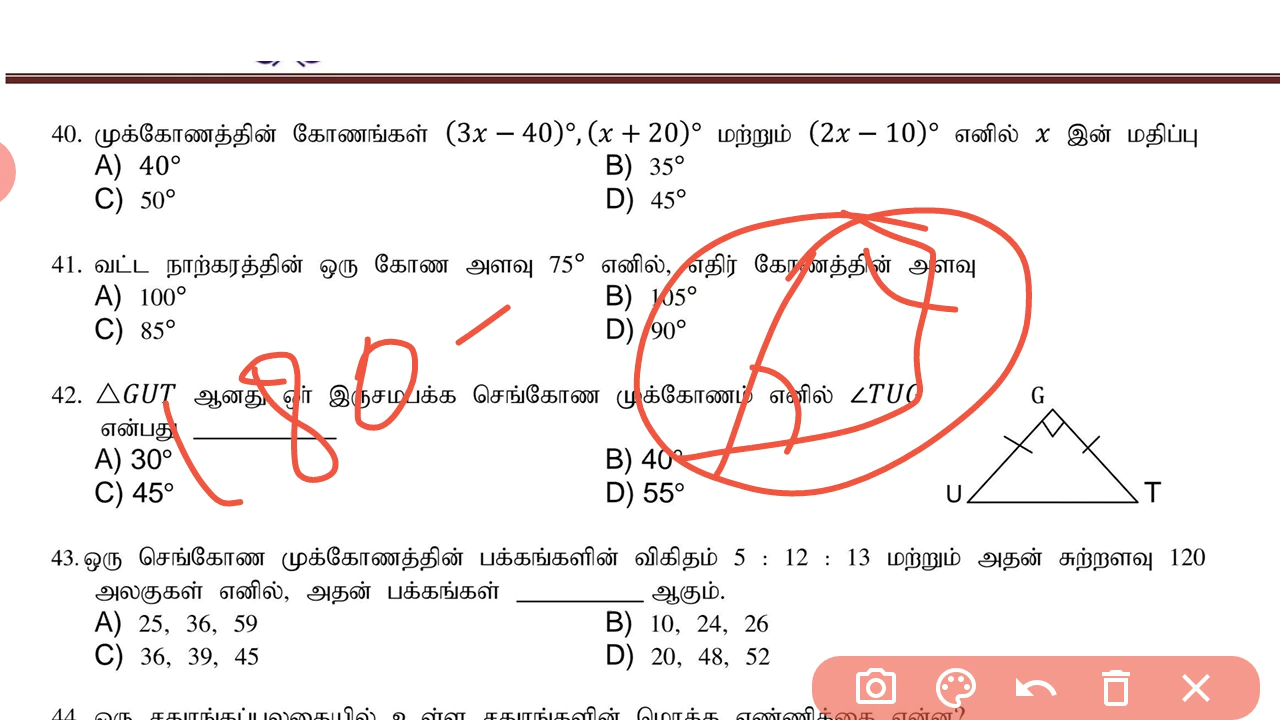 40. முக்கோணத்தின் கோணங்கள் (3x − 40)°, (x + 20)° மற்றும் (2x − 10)° எனில் x இன் மதிப்பு
A) 40° B) 35°
C) 50° D) 45°
41. வட்ட நாற்கரத்தின் ஒரு கோண அளவு 75° எனில், எதிர் கோணத்தின் அளவு
A) 100° B) 105°
C) 85° D) 90°
180 −
42. △GUT ஆனது ஓர் இருசமபக்க செங்கோண முக்கோணம் எனில் ∠TUG
என்பது ____________
A) 30° B) 40°
C) 45° D) 55°
G
U T
43. ஒரு செங்கோண முக்கோணத்தின் பக்கங்களின் விகிதம் 5 : 12 : 13 மற்றும் அதன் சுற்றளவு 120
அலகுகள் எனில், அதன் பக்கங்கள் ___________ ஆகும்.
A) 25, 36, 59 B) 10, 24, 26
C) 36, 39, 45 D) 20, 48, 52